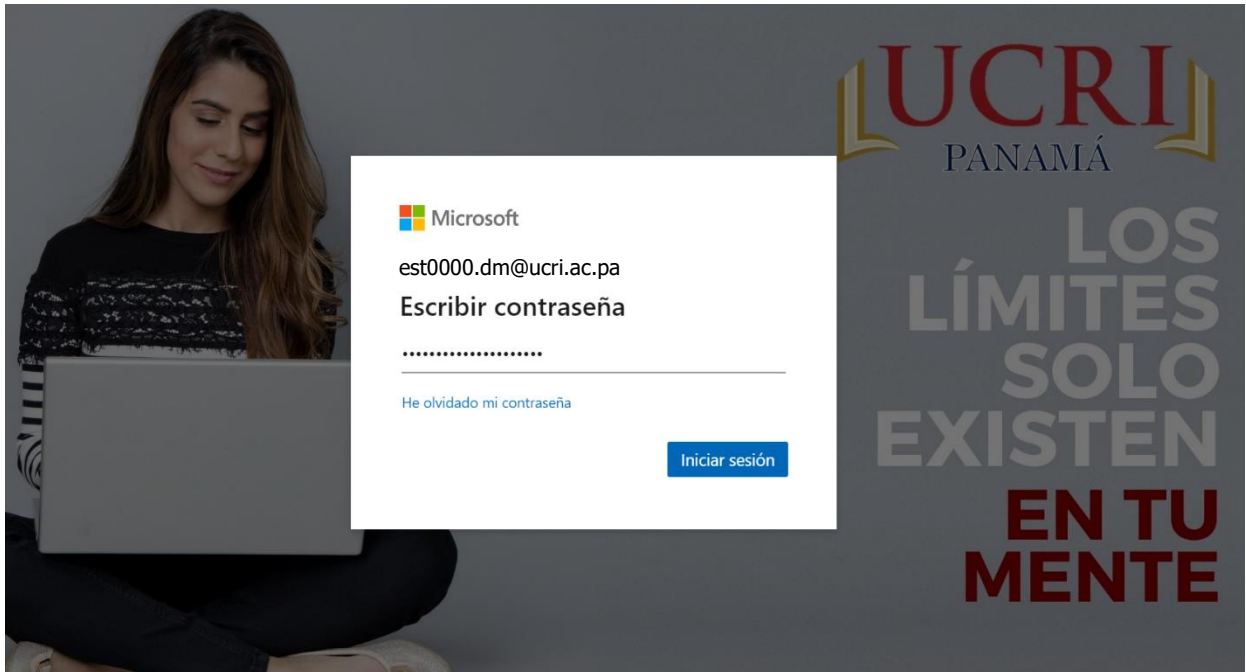 UCRI
PANAMÁ
Microsoft
est0000.dm@ucri.ac.pa
Escribir contraseña
•••••••••••••••••••••
He olvidado mi contraseña
Iniciar sesión
LOS
LÍMITES
SOLO
EXISTEN
EN TU
MENTE